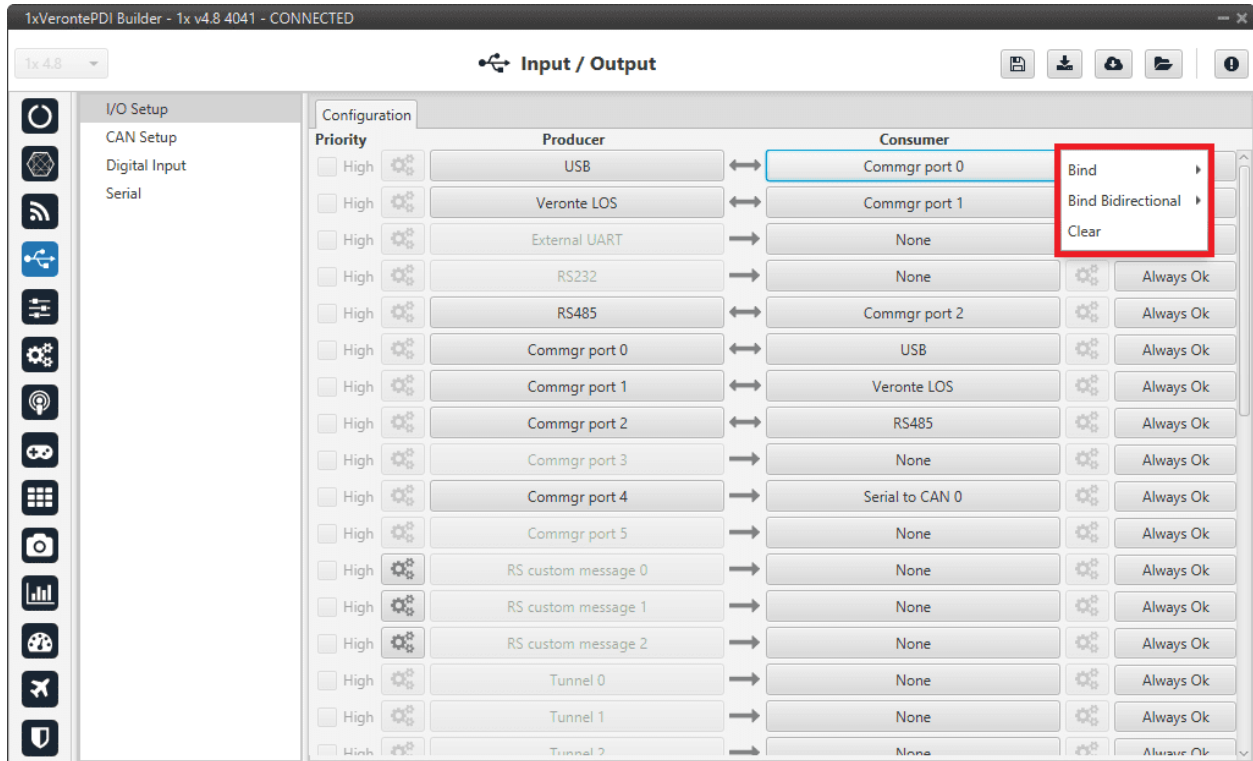 1xVerontePDI Builder - 1x v4.8 4041 - CONNECTED
1x 4.8
Input / Output
I/O Setup
CAN Setup
Digital Input
Serial
Configuration
Priority Producer Consumer
High USB Commgr port 0
High Veronte LOS Commgr port 1
High External UART None
Bind
Bind Bidirectional
Clear
High RS232 None Always Ok
High RS485 Commgr port 2 Always Ok
High Commgr port 0 USB Always Ok
High Commgr port 1 Veronte LOS Always Ok
High Commgr port 2 RS485 Always Ok
High Commgr port 3 None Always Ok
High Commgr port 4 Serial to CAN 0 Always Ok
High Commgr port 5 None Always Ok
High RS custom message 0 None Always Ok
High RS custom message 1 None Always Ok
High RS custom message 2 None Always Ok
High Tunnel 0 None Always Ok
High Tunnel 1 None Always Ok
High Tunnel 2 None Always Ok